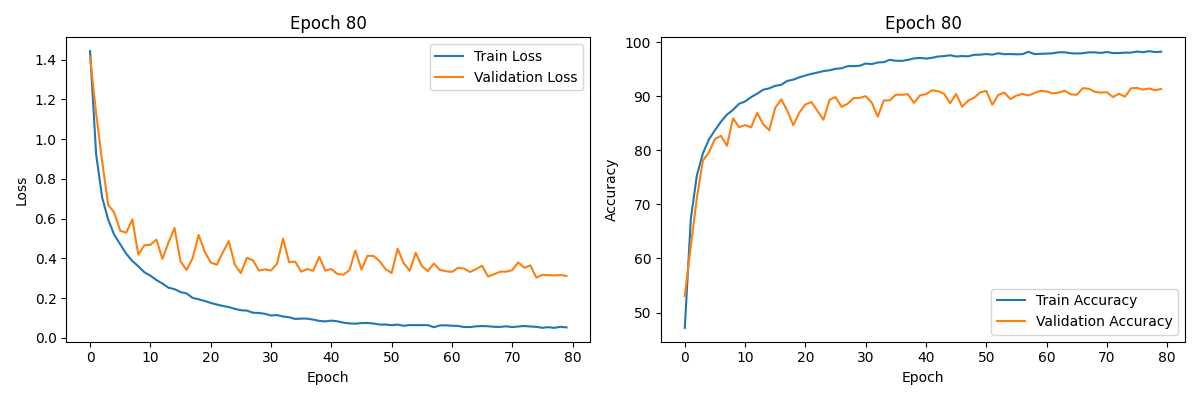 Epoch 80
Loss
1.4
1.2
1.0
0.8
0.6
0.4
0.2
0.0
Train Loss
Validation Loss
0 10 20 30 40 50 60 70 80
Epoch
Epoch 80
Accuracy
100
90
80
70
60
50
Train Accuracy
Validation Accuracy
0 10 20 30 40 50 60 70 80
Epoch